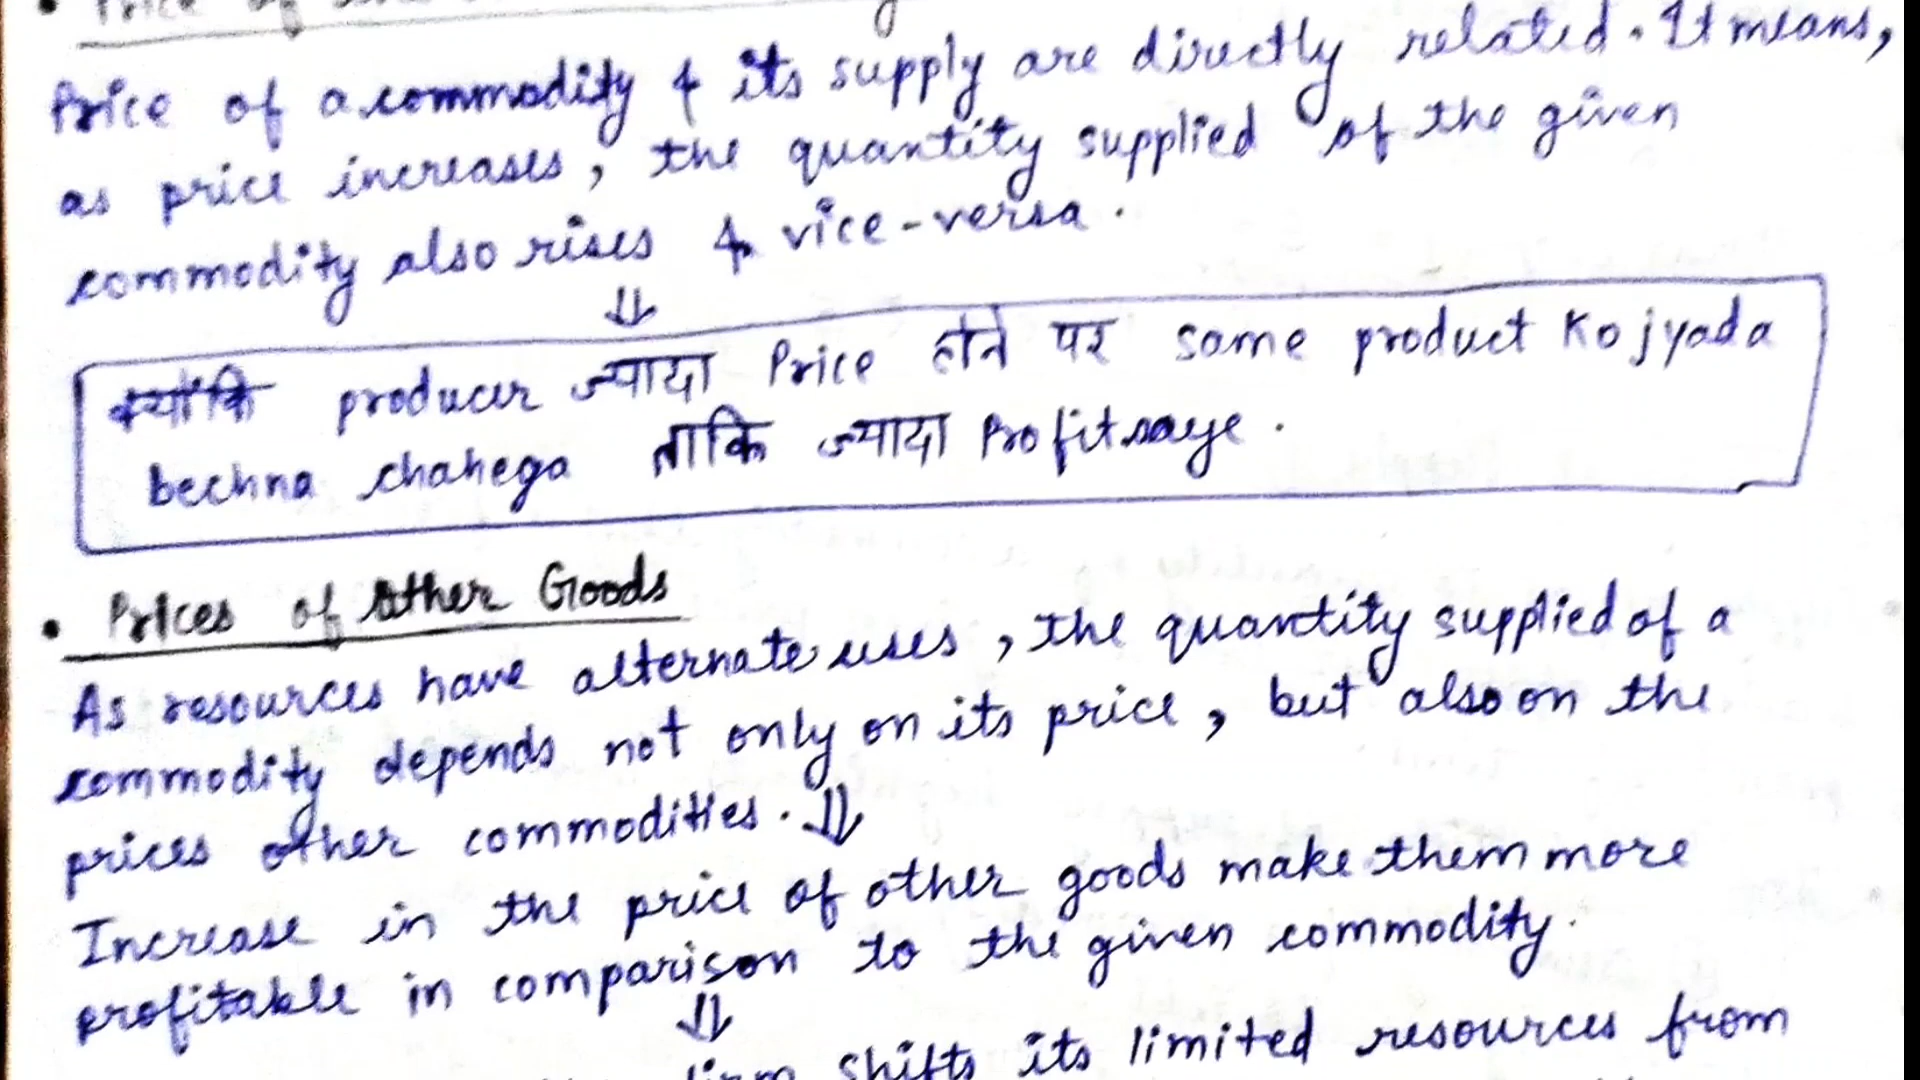 Price of
Price of a commodity & its supply are directly related. It means,
as price increases, the quantity supplied of the given
commodity also rises & vice-versa.
⇓
क्योंकि producer ज्यादा Price होने पर same product Ko jyada
bechna chahega ताकि ज्यादा Profit aaye.
• Prices of Other Goods
As resources have alternate uses, the quantity supplied of a
commodity depends not only on its price, but also on the
prices other commodities. ⇓
Increase in the price of other goods make them more
profitable in comparison to the given commodity.
⇓
firm shifts its limited resources from